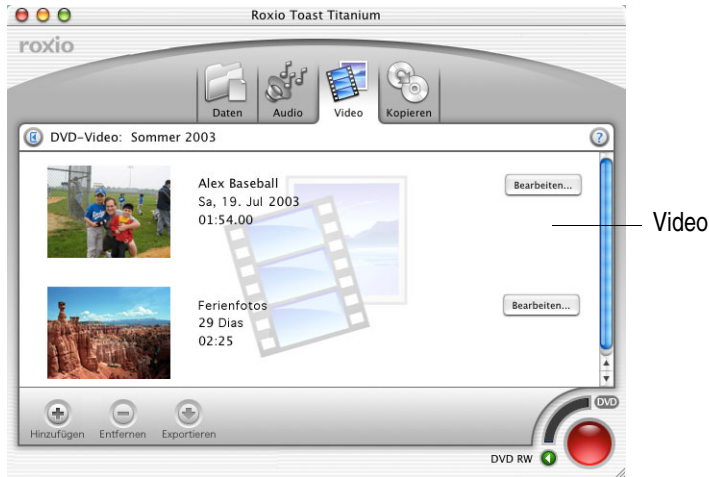 Roxio Toast Titanium
roxio
Daten
Audio
Video
Kopieren
DVD-Video: Sommer 2003
?
Alex Baseball
Sa, 19. Jul 2003
01:54.00
Bearbeiten...
Video
Ferienfotos
29 Dias
02:25
Bearbeiten...
Hinzufügen
Entfernen
Exportieren
DVD
DVD RW